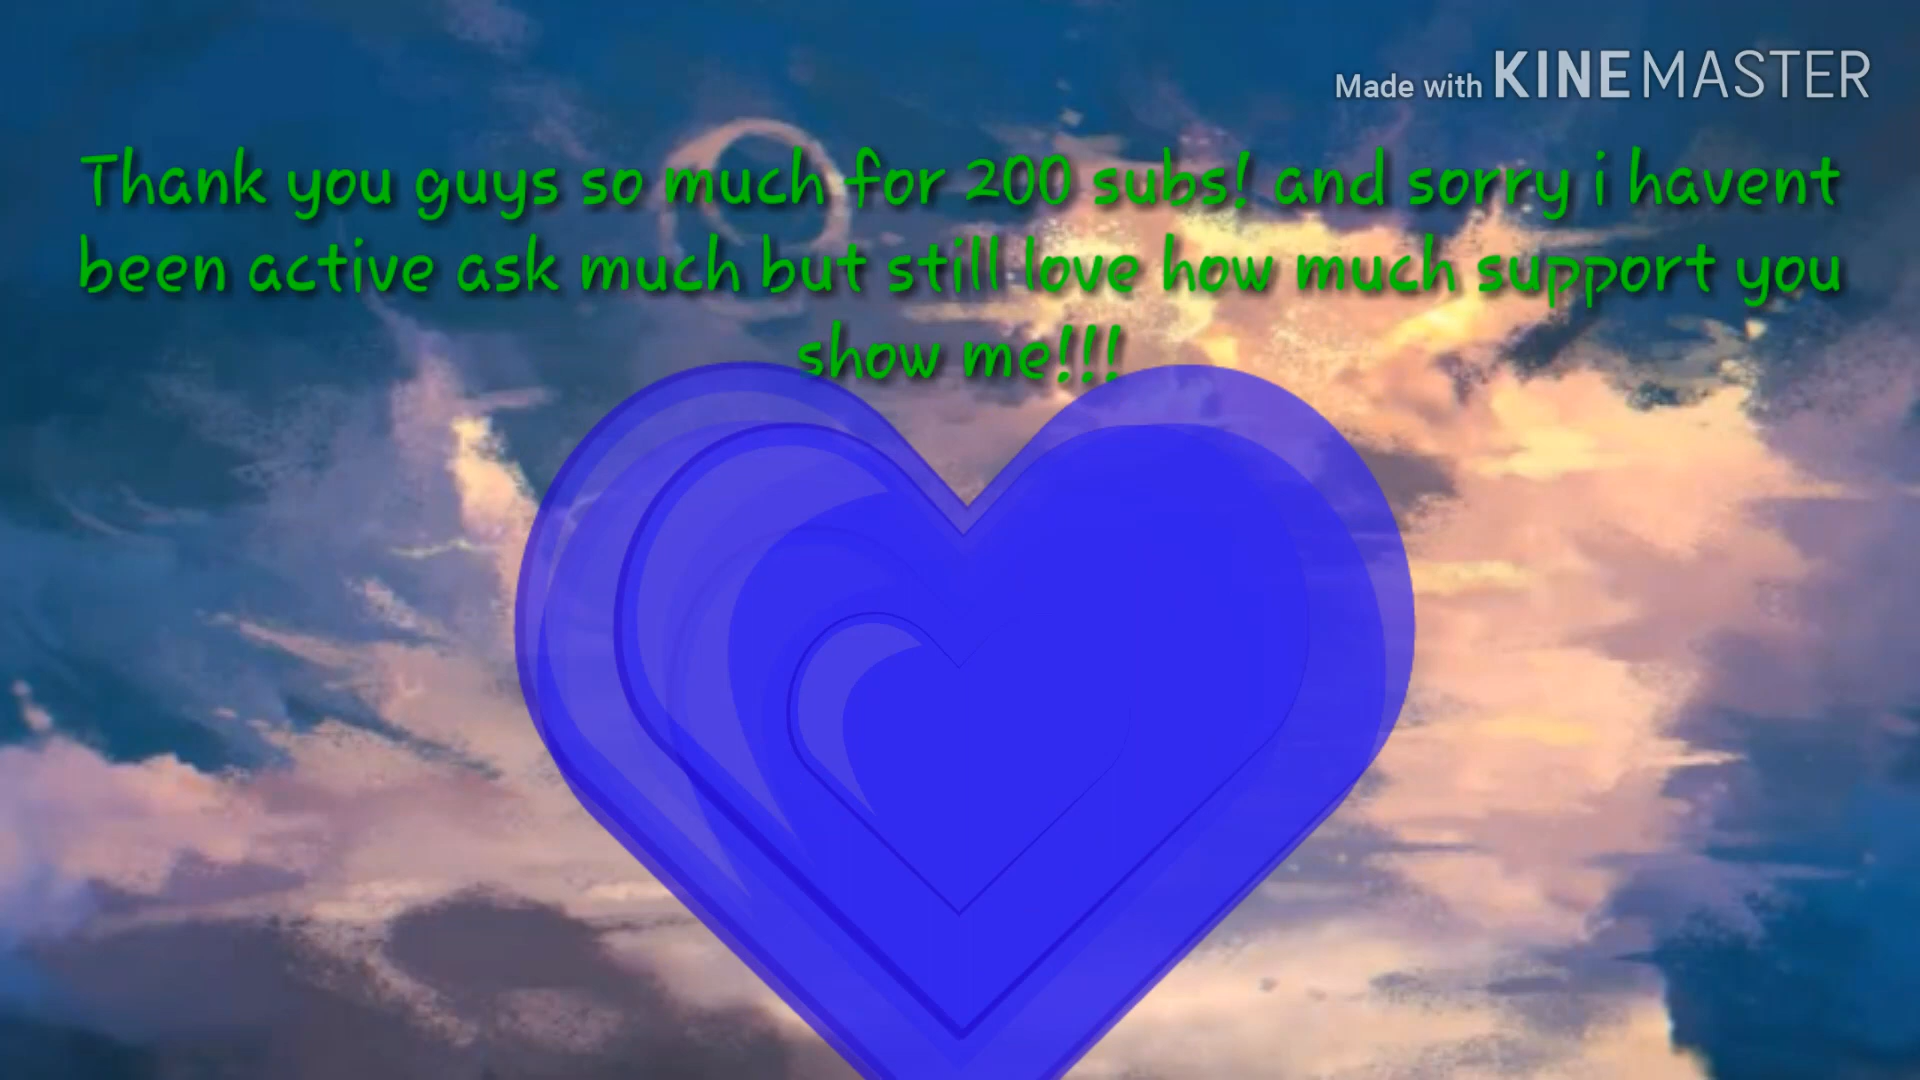 Made with KINEMASTER
Thank you guys so much for 200 subs! and sorry i havent
been active ask much but still love how much support you
show me!!!